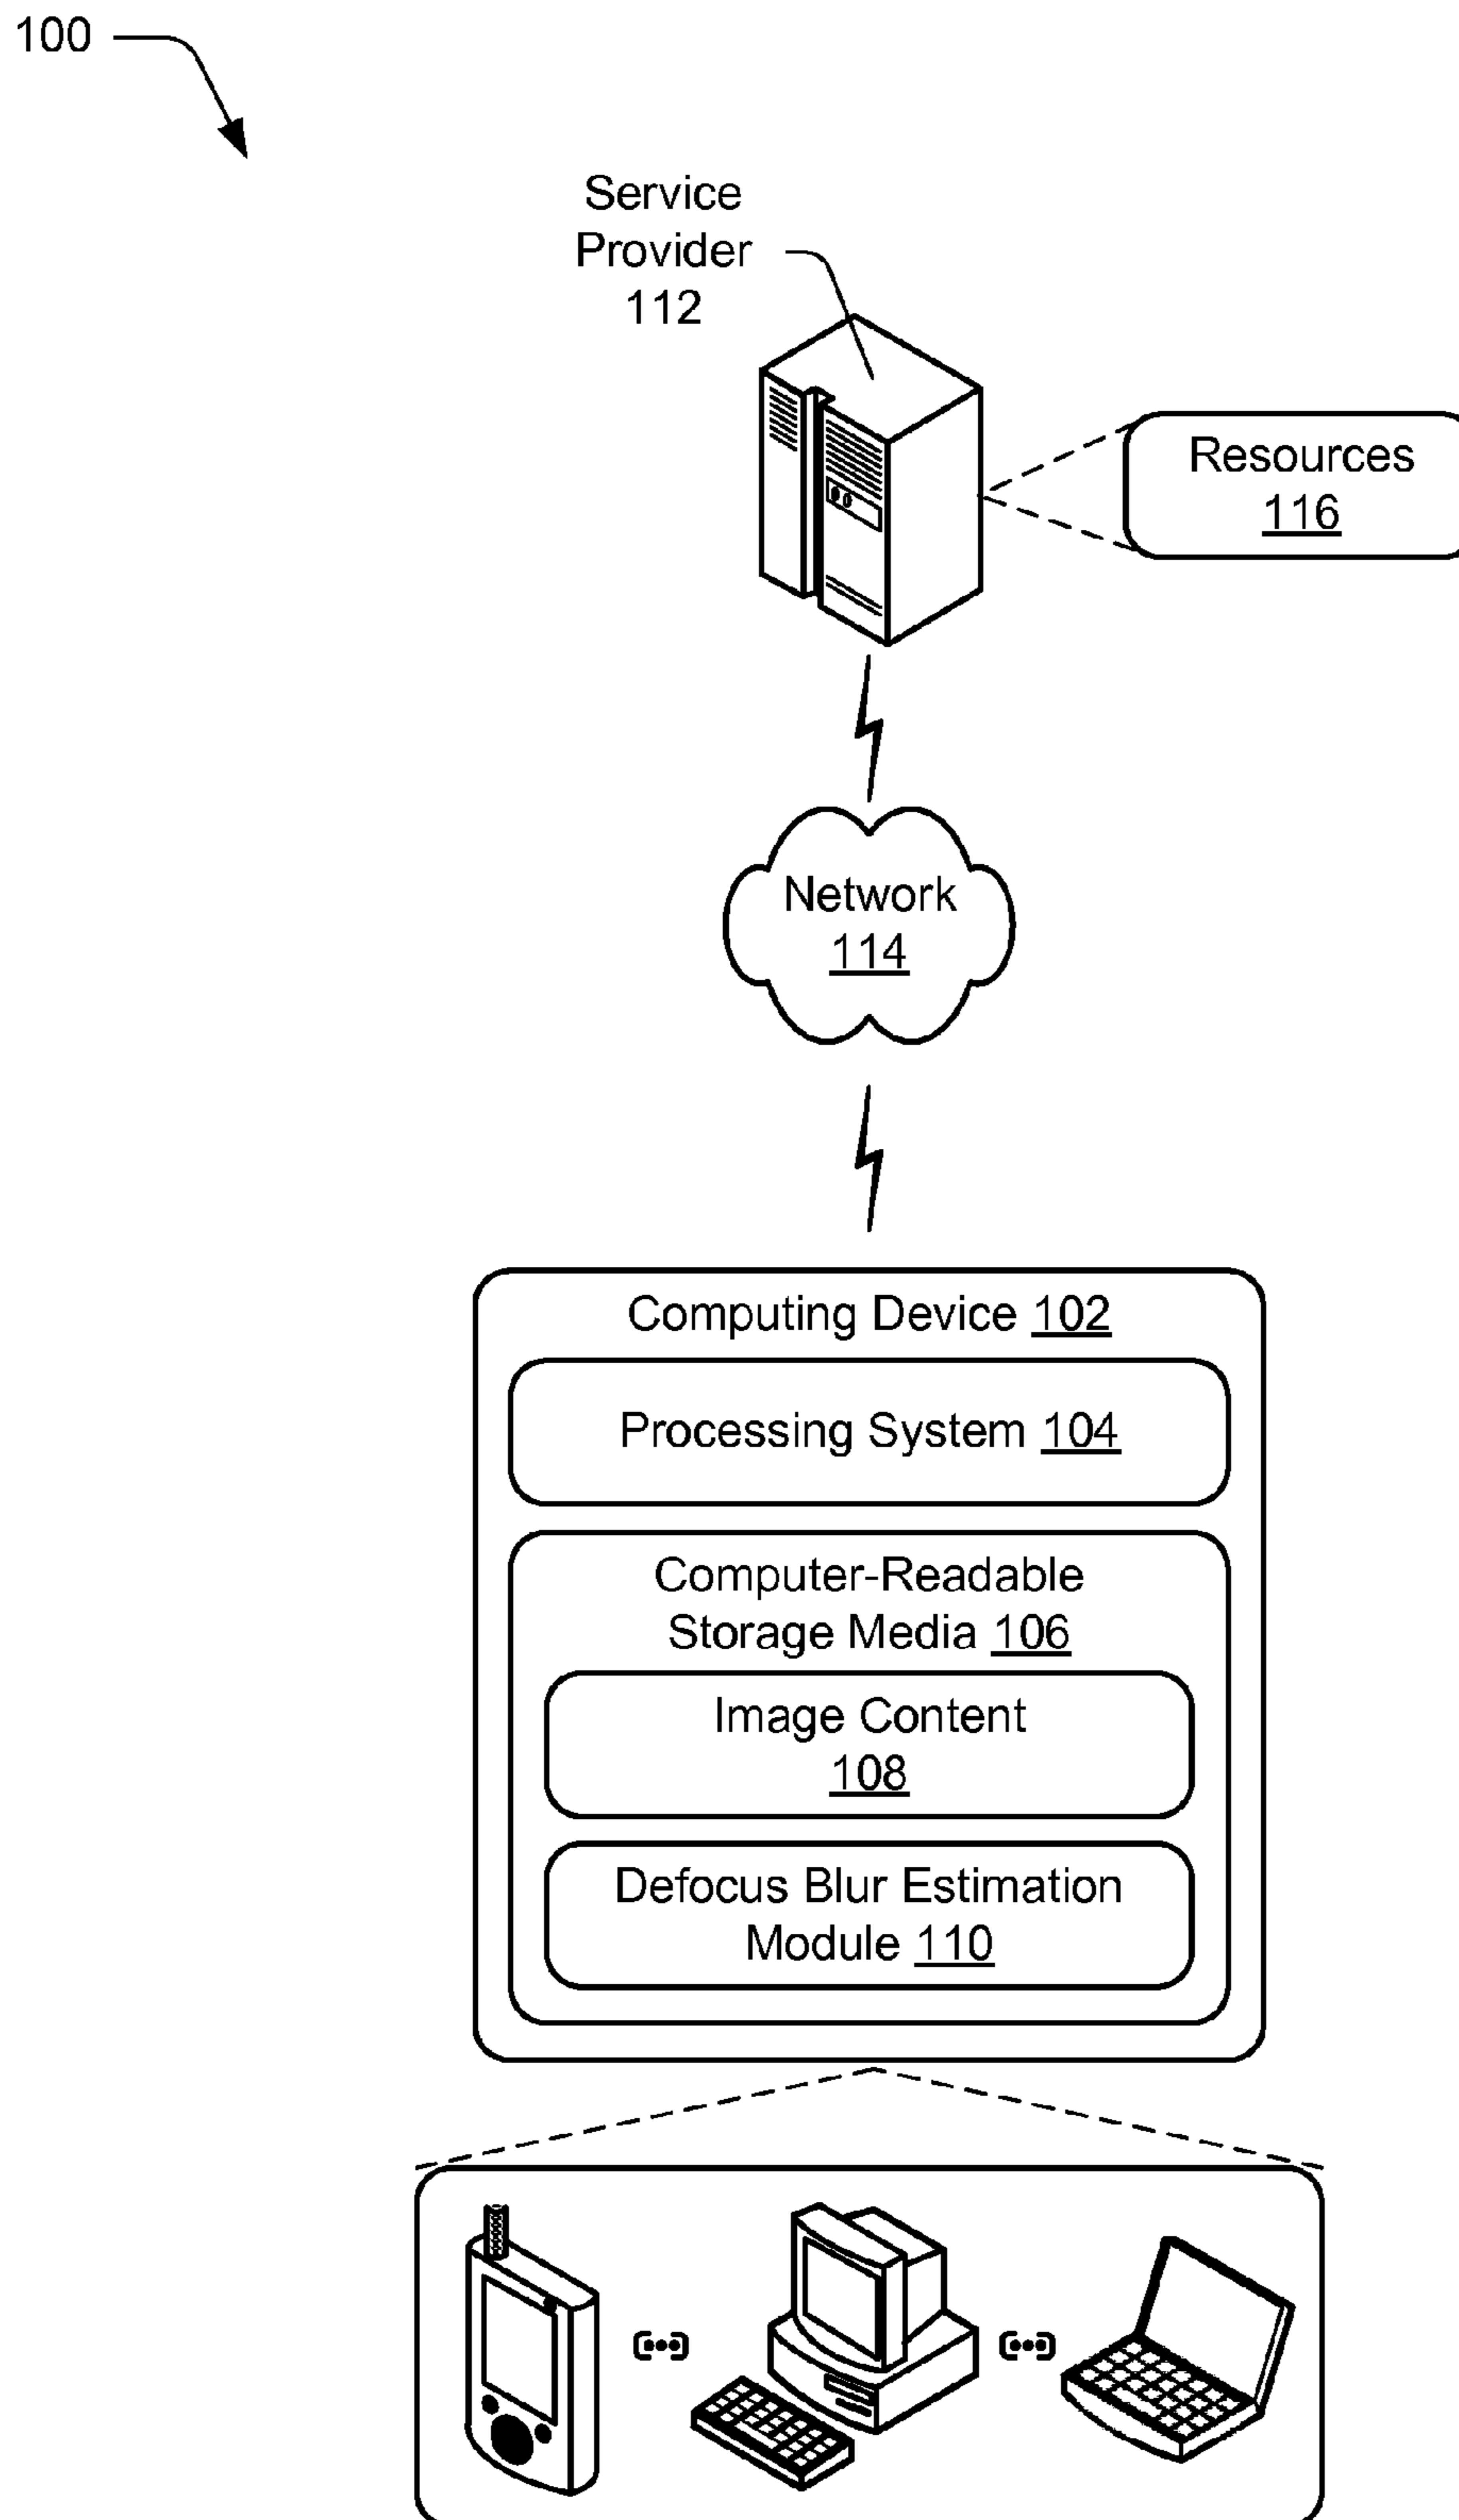 100
Service
Provider
112
Resources
116
Network
114
Computing Device 102
Processing System 104
Computer-Readable
Storage Media 106
Image Content
108
Defocus Blur Estimation
Module 110